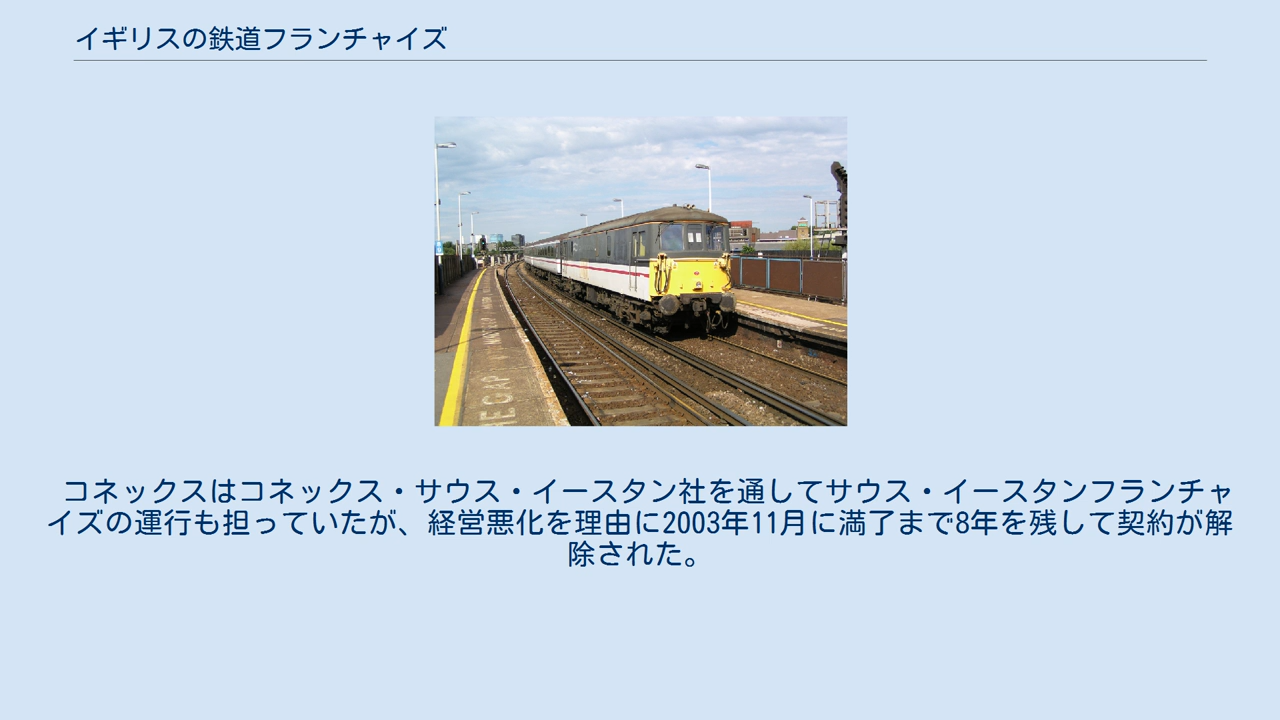 イギリスの鉄道フランチャイズ
MIND THE GAP
コネックスはコネックス・サウス・イースタン社を通してサウス・イースタンフランチャ
イズの運行も担っていたが、経営悪化を理由に2003年11月に満了まで8年を残して契約が解
除された。